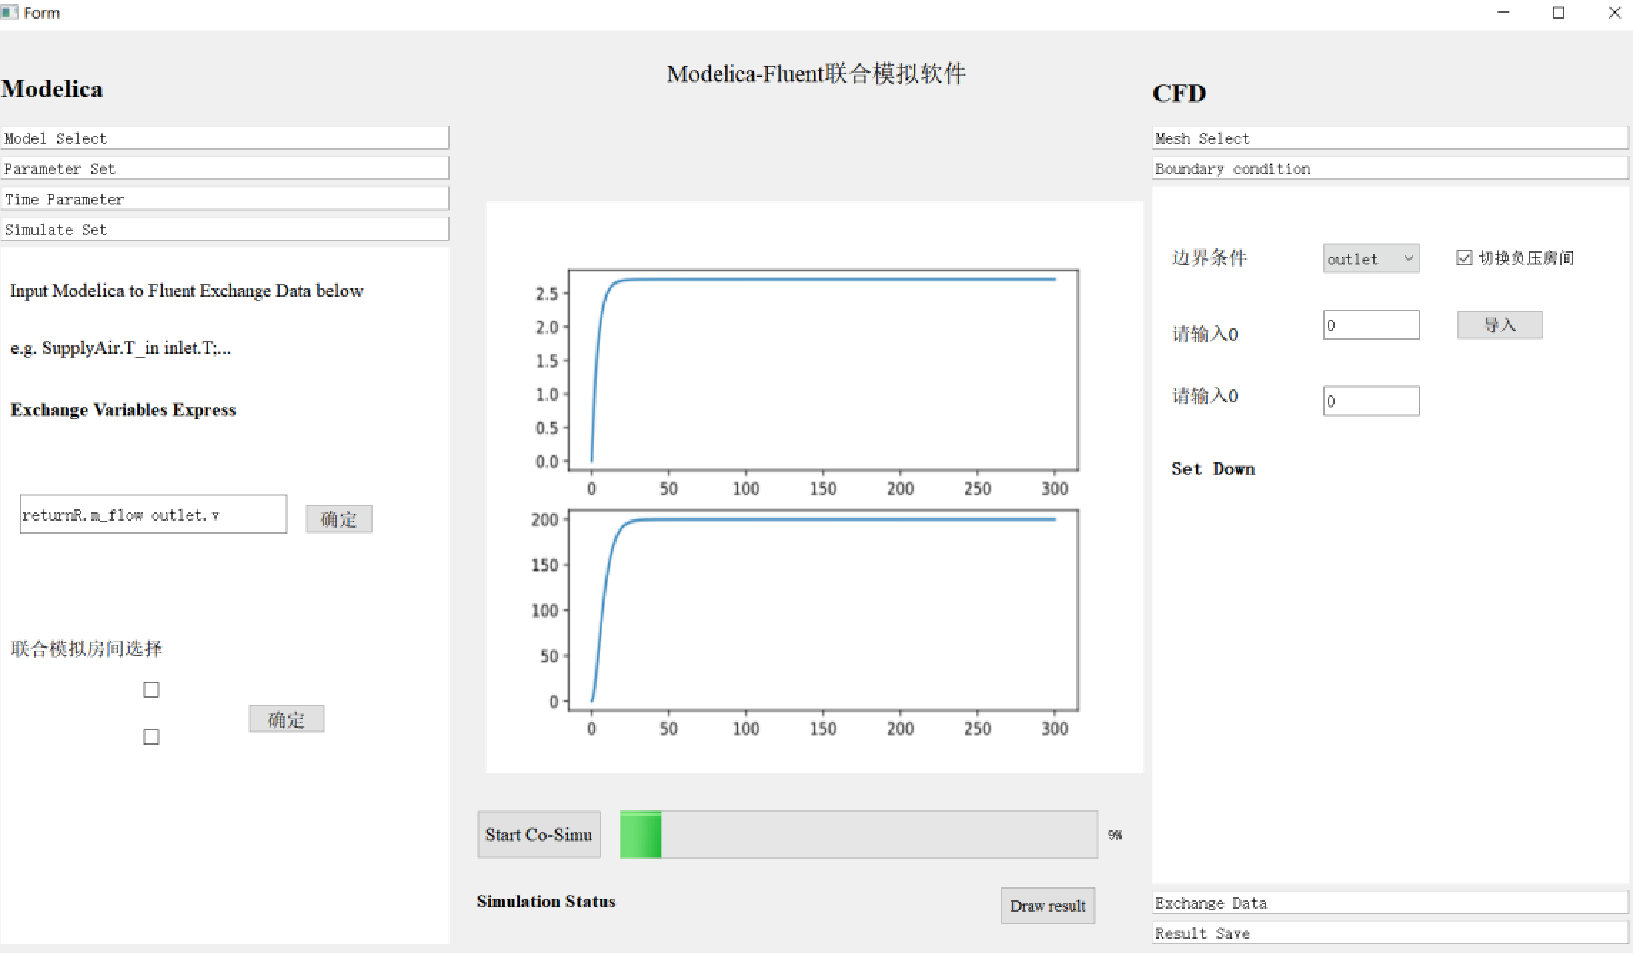 Form
Modelica-Fluent联合模拟软件
Modelica
Model Select
Parameter Set
Time Parameter
Simulate Set
Input Modelica to Fluent Exchange Data below
e.g. SupplyAir.T_in inlet.T;...
Exchange Variables Express
returnR.m_flow outlet.v
确定
联合模拟房间选择
确定
2.5
2.0
1.5
1.0
0.5
0.0
0 50 100 150 200 250 300
200
150
100
50
0
0 50 100 150 200 250 300
Start Co-Simu
9%
Simulation Status
Draw result
CFD
Mesh Select
Boundary condition
边界条件
outlet
切换负压房间
请输入0
0
导入
请输入0
0
Set Down
Exchange Data
Result Save